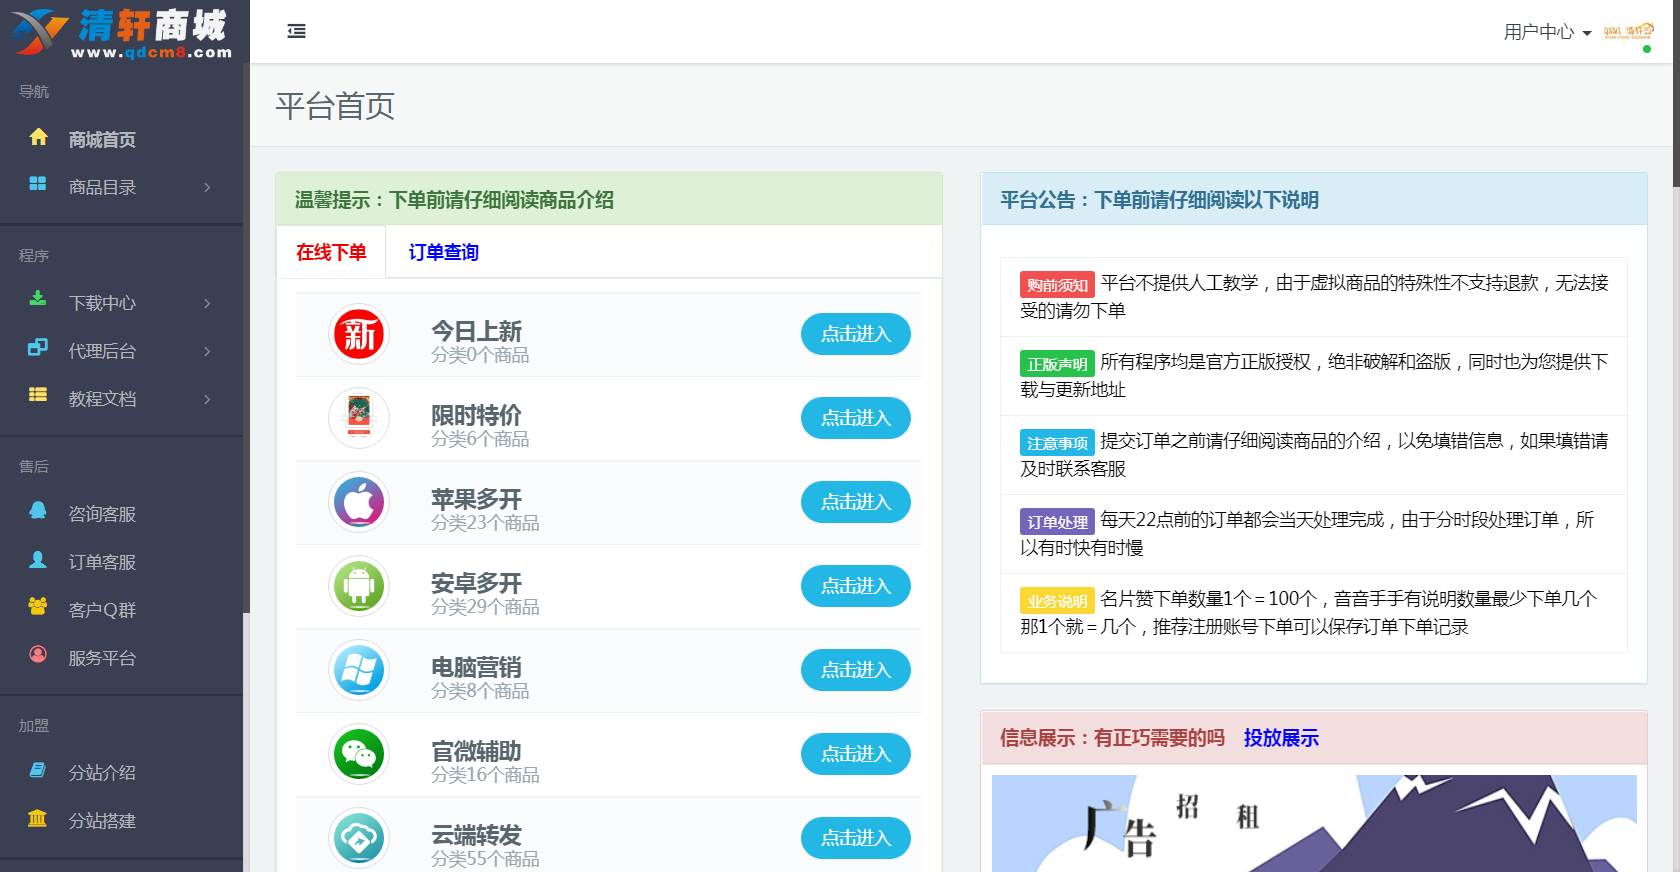 清轩商城
www.qdcm8.com
导航
商城首页
商品目录
程序
下载中心
代理后台
教程文档
售后
咨询客服
订单客服
客户Q群
服务平台
加盟
分站介绍
分站搭建
用户中心
平台首页
温馨提示：下单前请仔细阅读商品介绍
在线下单 订单查询
新
今日上新
分类0个商品
点击进入
限时特价
分类6个商品
点击进入
苹果多开
分类23个商品
点击进入
安卓多开
分类29个商品
点击进入
电脑营销
分类8个商品
点击进入
官微辅助
分类16个商品
点击进入
云端转发
分类55个商品
点击进入
平台公告：下单前请仔细阅读以下说明
购前须知 平台不提供人工教学，由于虚拟商品的特殊性不支持退款，无法接
受的请勿下单
正版声明 所有程序均是官方正版授权，绝非破解和盗版，同时也为您提供下
载与更新地址
注意事项 提交订单之前请仔细阅读商品的介绍，以免填错信息，如果填错请
及时联系客服
订单处理 每天22点前的订单都会当天处理完成，由于分时段处理订单，所
以有时快有时慢
业务说明 名片赞下单数量1个＝100个，音音手手有说明数量最少下单几个
那1个就＝几个，推荐注册账号下单可以保存订单下单记录
信息展示：有正巧需要的吗 投放展示
广告招租